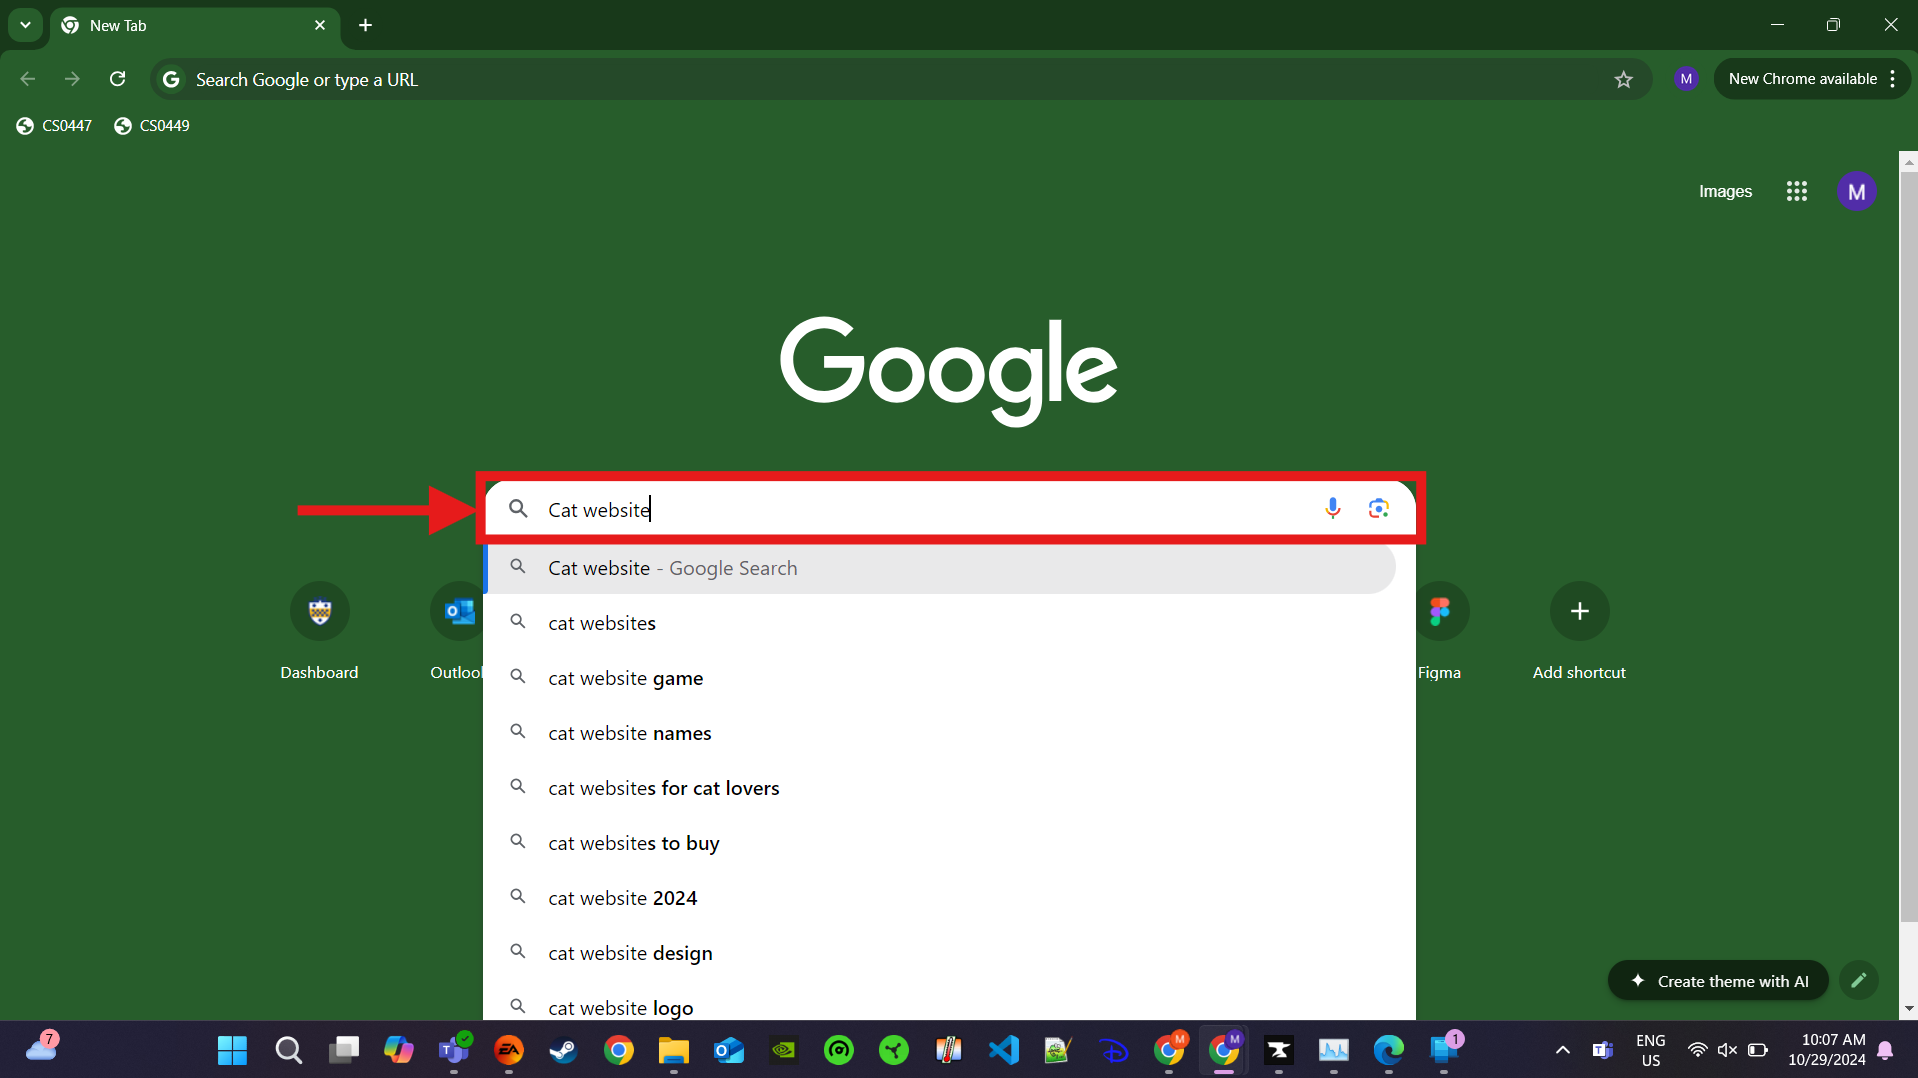 New Tab
Search Google or type a URL
M
New Chrome available
CS0447
CS0449
Images
M
Google
Cat website
Cat website - Google Search
cat websites
cat website game
cat website names
cat websites for cat lovers
cat websites to buy
cat website 2024
cat website design
cat website logo
Dashboard
Outlook
Figma
Add shortcut
Create theme with AI
7
EA
M
M
1
ENG
US
10:07 AM
10/29/2024